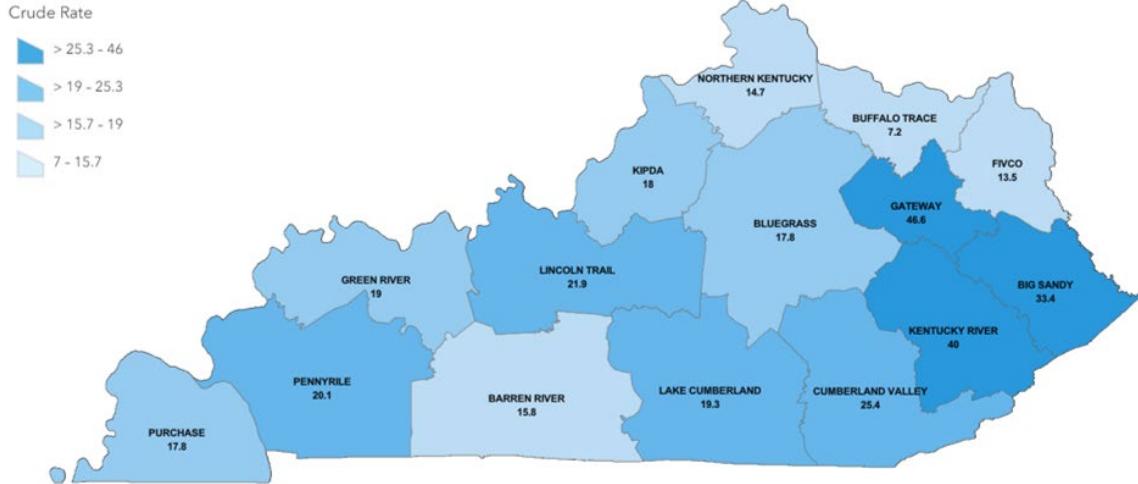 Crude Rate
> 25.3 - 46
> 19 - 25.3
> 15.7 - 19
7 - 15.7
NORTHERN KENTUCKY
14.7
BUFFALO TRACE
7.2
FIVCO
13.5
KIPDA
18
GATEWAY
46.6
BLUEGRASS
17.8
LINCOLN TRAIL
21.9
GREEN RIVER
19
BIG SANDY
33.4
KENTUCKY RIVER
40
PENNYRILE
20.1
LAKE CUMBERLAND
19.3
CUMBERLAND VALLEY
25.4
BARREN RIVER
15.8
PURCHASE
17.8